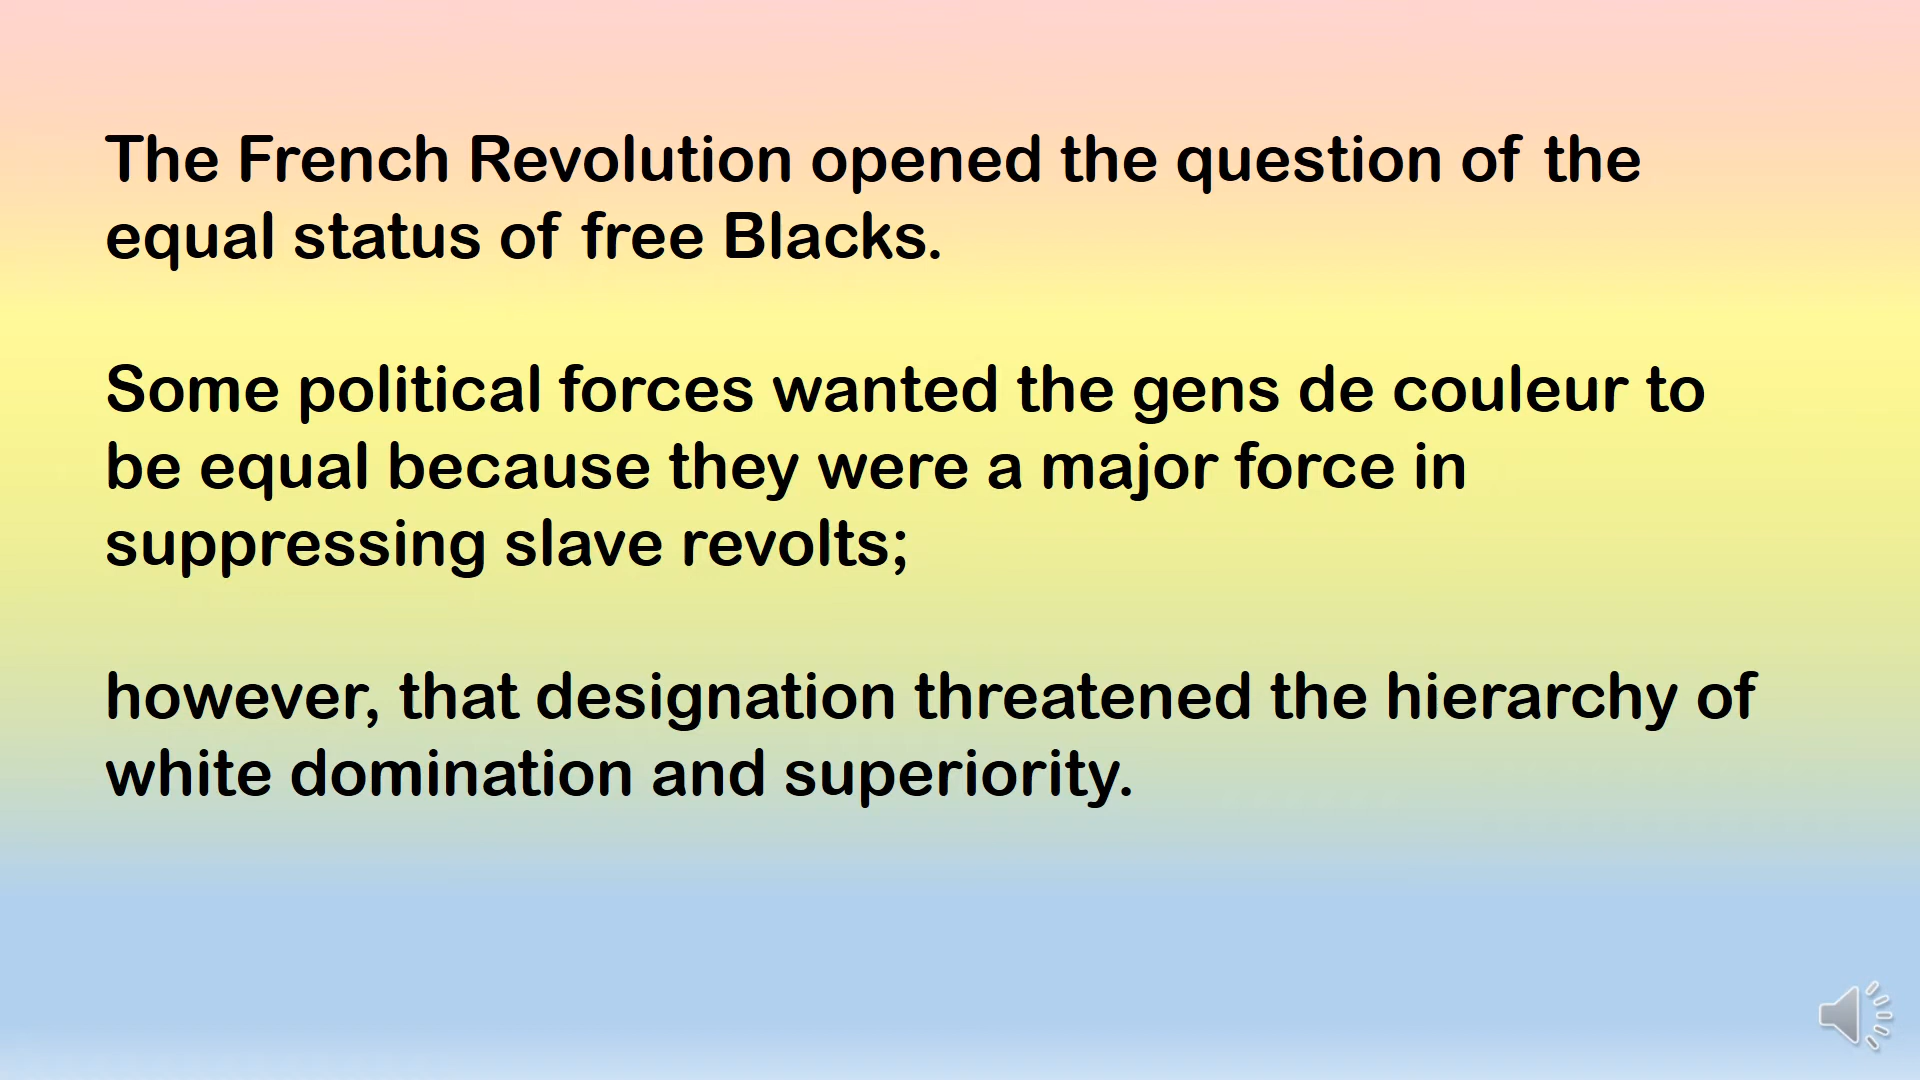 The French Revolution opened the question of the
equal status of free Blacks.
Some political forces wanted the gens de couleur to
be equal because they were a major force in
suppressing slave revolts;
however, that designation threatened the hierarchy of
white domination and superiority.